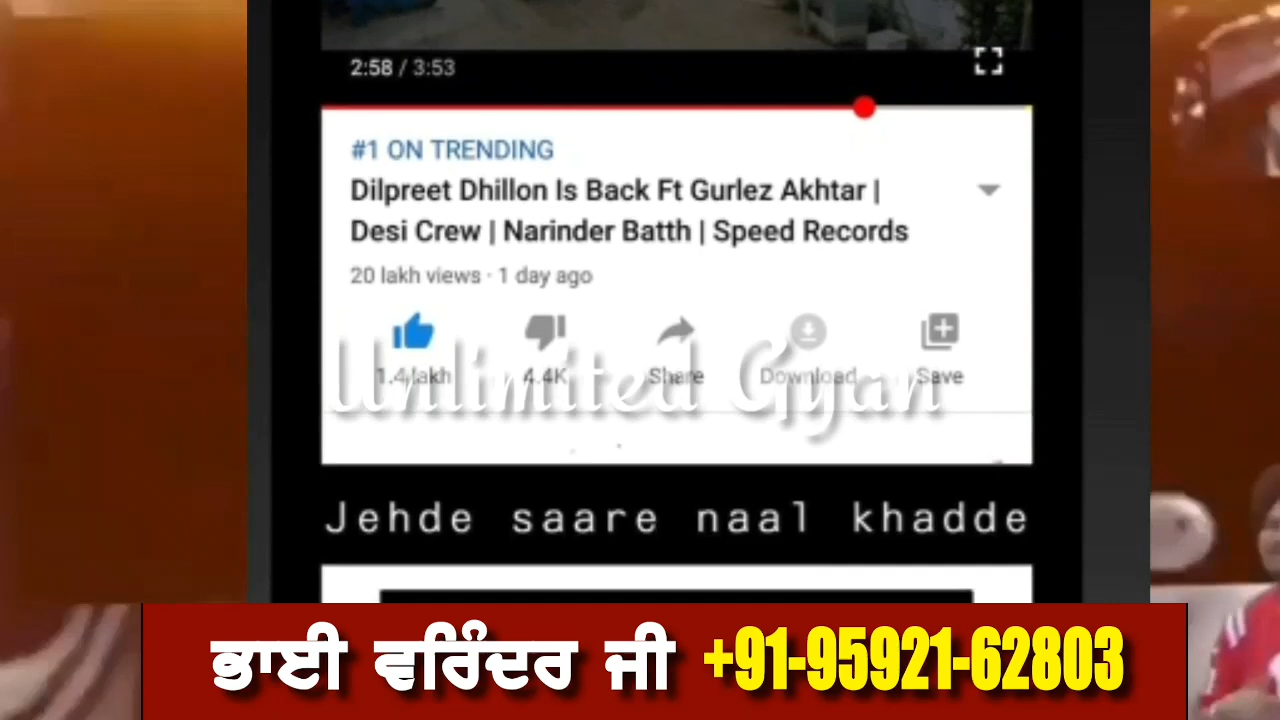 2:58 / 3:53
#1 ON TRENDING
Dilpreet Dhillon Is Back Ft Gurlez Akhtar |
Desi Crew | Narinder Batth | Speed Records
20 lakh views · 1 day ago
1.4 lakh 4.4K Share Download Save
Unlimited Gyan
Jehde saare naal khadde
ਭਾਈ ਵਰਿੰਦਰ ਜੀ +91-95921-62803